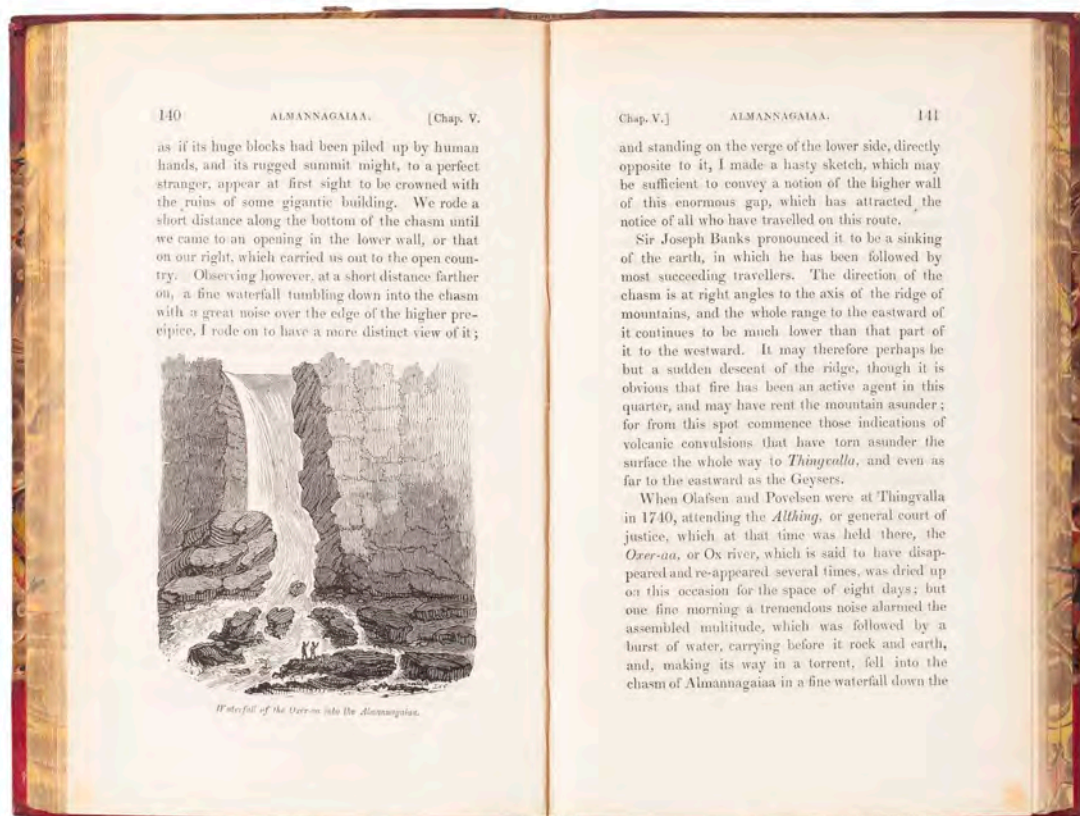 140 ALMANNAGAIAA. [Chap. V.
as if its huge blocks had been piled up by human
hands, and its rugged summit might, to a perfect
stranger, appear at first sight to be crowned with
the ruins of some gigantic building. We rode a
short distance along the bottom of the chasm until
we came to an opening in the lower wall, or that
on our right, which carried us out to the open coun-
try. Observing however, at a short distance farther
on, a fine waterfall tumbling down into the chasm
with a great noise over the edge of the higher pre-
cipice, I rode on to have a more distinct view of it;
Waterfall of the Oxer-aa into the Almannagaiaa.
Chap. V.] ALMANNAGAIAA. 141
and standing on the verge of the lower side, directly
opposite to it, I made a hasty sketch, which may
be sufficient to convey a notion of the higher wall
of this enormous gap, which has attracted the
notice of all who have travelled on this route.
Sir Joseph Banks pronounced it to be a sinking
of the earth, in which he has been followed by
most succeeding travellers. The direction of the
chasm is at right angles to the axis of the ridge of
mountains, and the whole range to the eastward of
it continues to be much lower than that part of
it to the westward. It may therefore perhaps be
but a sudden descent of the ridge, though it is
obvious that fire has been an active agent in this
quarter, and may have rent the mountain asunder;
for from this spot commence those indications of
volcanic convulsions that have torn asunder the
surface the whole way to Thingvalla, and even as
far to the eastward as the Geysers.
When Olafsen and Povelsen were at Thingvalla
in 1740, attending the Althing, or general court of
justice, which at that time was held there, the
Oxer-aa, or Ox river, which is said to have disap-
peared and re-appeared several times, was dried up
on this occasion for the space of eight days; but
one fine morning a tremendous noise alarmed the
assembled multitude, which was followed by a
burst of water, carrying before it rock and earth,
and, making its way in a torrent, fell into the
chasm of Almannagaiaa in a fine waterfall down the